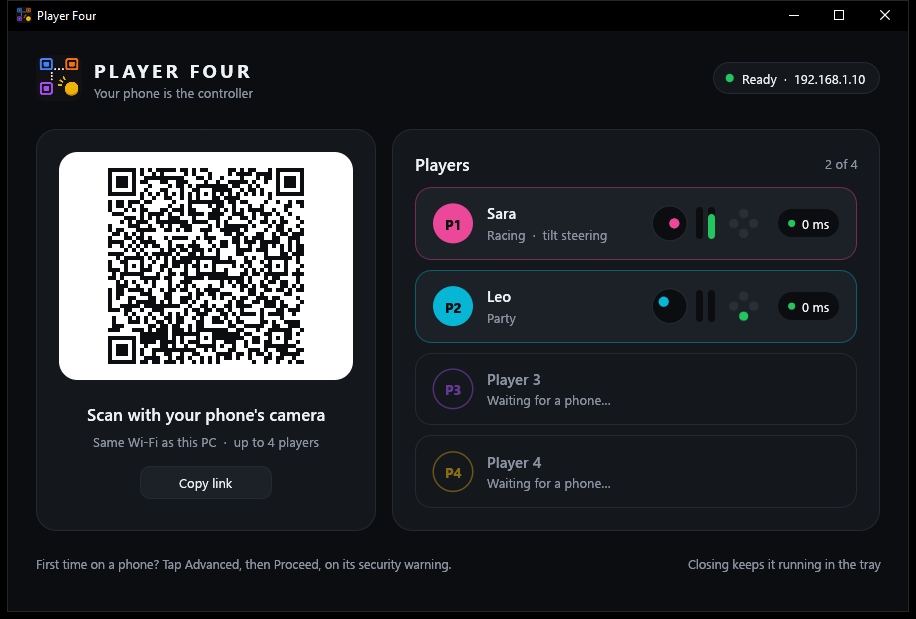 Player Four
PLAYER FOUR
Your phone is the controller
Ready · 192.168.1.10
Scan with your phone's camera
Same Wi-Fi as this PC · up to 4 players
Copy link
Players
2 of 4
P1
Sara
Racing · tilt steering
0 ms
P2
Leo
Party
0 ms
P3
Player 3
Waiting for a phone...
P4
Player 4
Waiting for a phone...
First time on a phone? Tap Advanced, then Proceed, on its security warning.
Closing keeps it running in the tray